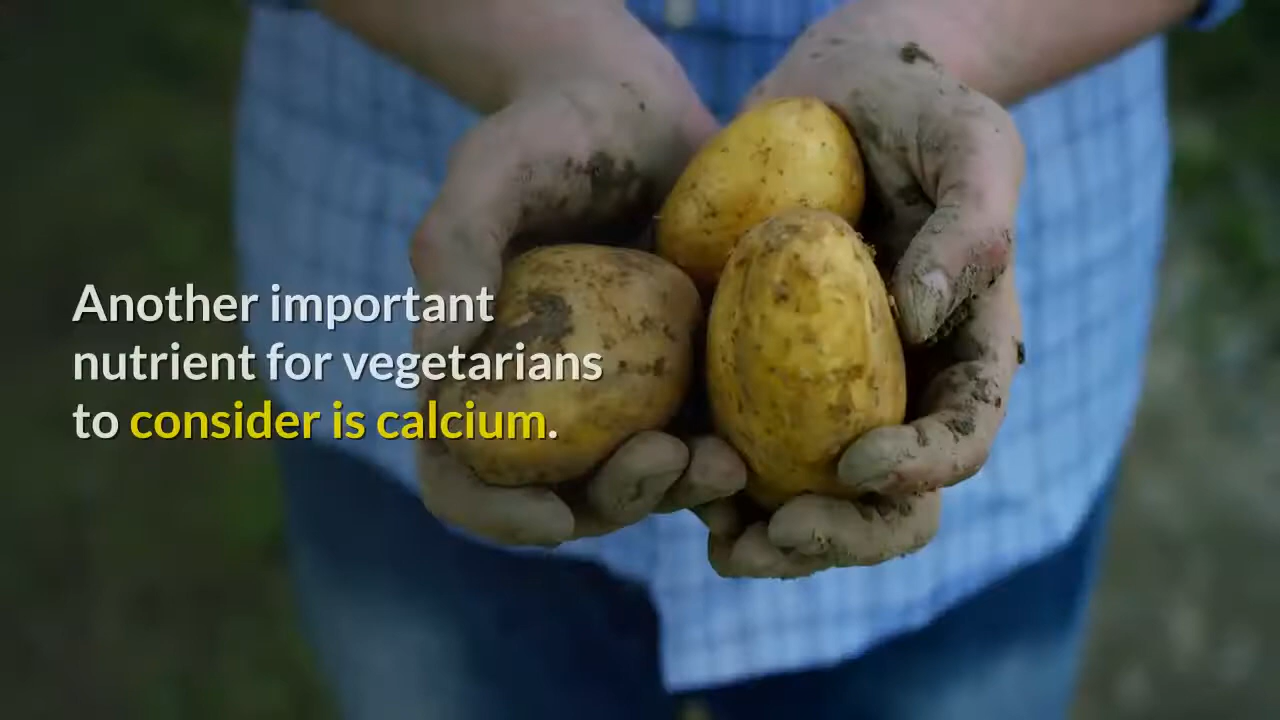 Another important
nutrient for vegetarians
to consider is calcium.